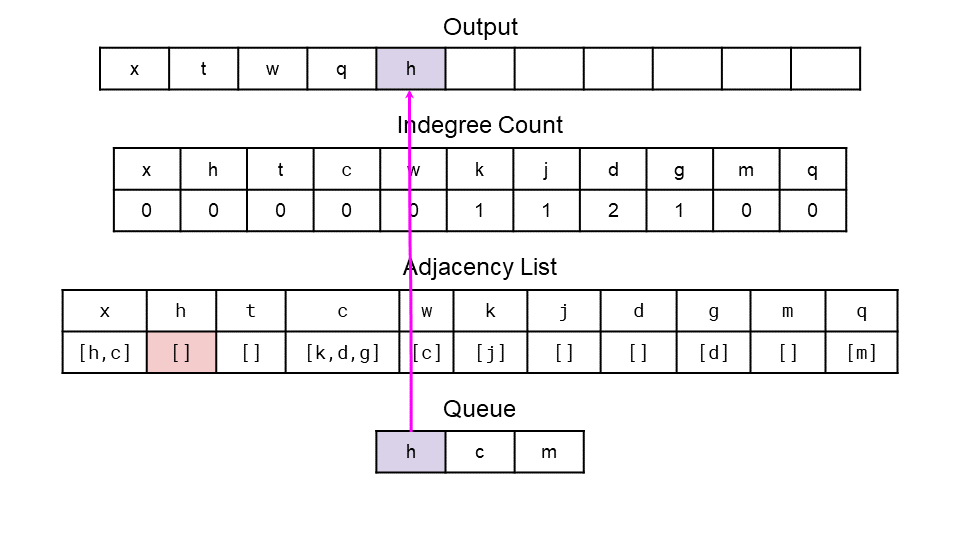 Output
x t w q h
Indegree Count
x h t c w k j d g m q
0 0 0 0 0 1 1 2 1 0 0
Adjacency List
x h t c w k j d g m q
[h,c] [] [] [k,d,g] [c] [j] [] [] [d] [] [m]
Queue
h c m